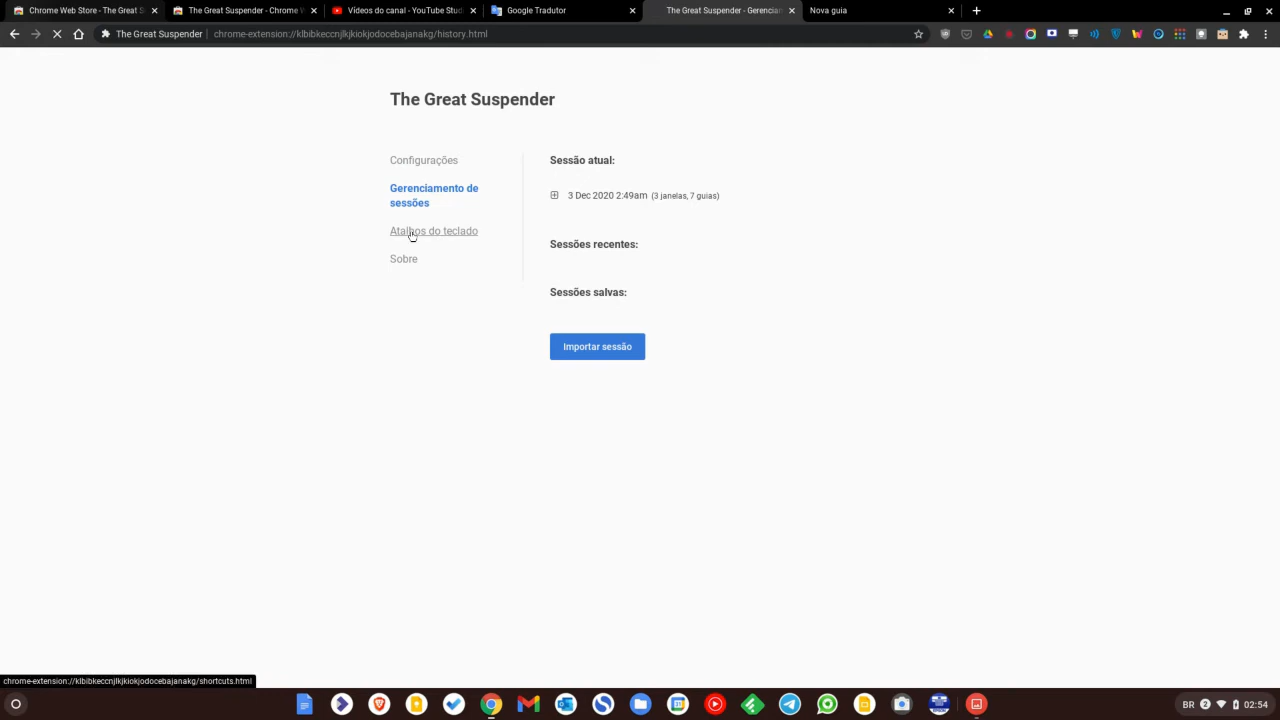 Chrome Web Store - The Great S
The Great Suspender - Chrome W
Vídeos do canal - YouTube Studi
Google Tradutor
The Great Suspender - Gerencian
Nova guia
The Great Suspender
chrome-extension://klbibkeccnjlkjkiokjodocebajanakg/history.html
The Great Suspender
Configurações
Gerenciamento de
sessões
Atalhos do teclado
Sobre
Sessão atual:
3 Dec 2020 2:49am (3 janelas, 7 guias)
Sessões recentes:
Sessões salvas:
Importar sessão
chrome-extension://klbibkeccnjlkjkiokjodocebajanakg/shortcuts.html
BR 2 02:54